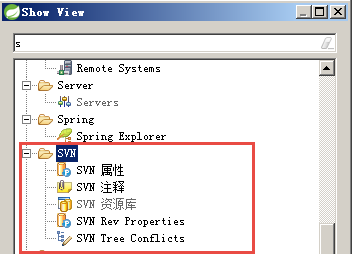 Show View
s
Remote Systems
Server
Servers
Spring
Spring Explorer
SVN
SVN 属性
SVN 注释
SVN 资源库
SVN Rev Properties
SVN Tree Conflicts